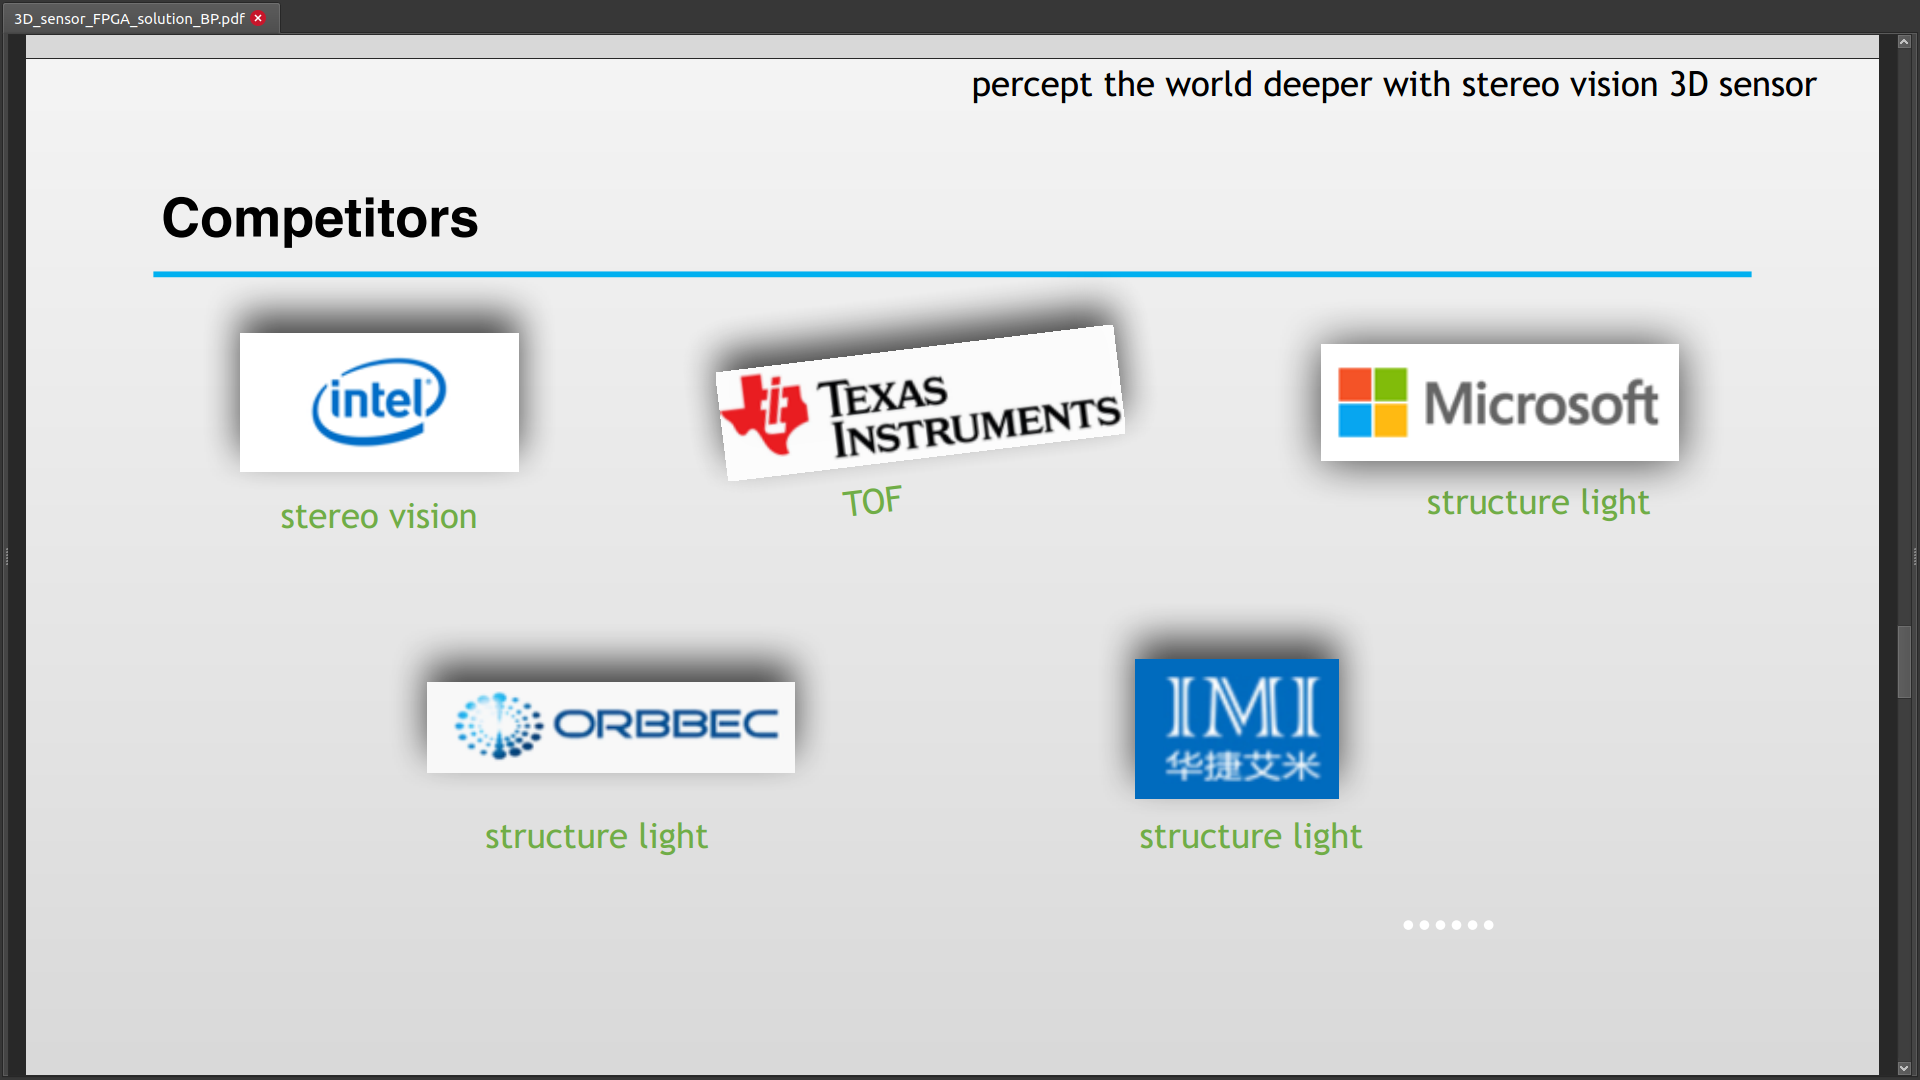 3D_sensor_FPGA_solution_BP.pdf
percept the world deeper with stereo vision 3D sensor
Competitors
intel
TEXAS
INSTRUMENTS
Microsoft
stereo vision
TOF
structure light
ORBBEC
IMI
华捷艾米
structure light
structure light
......